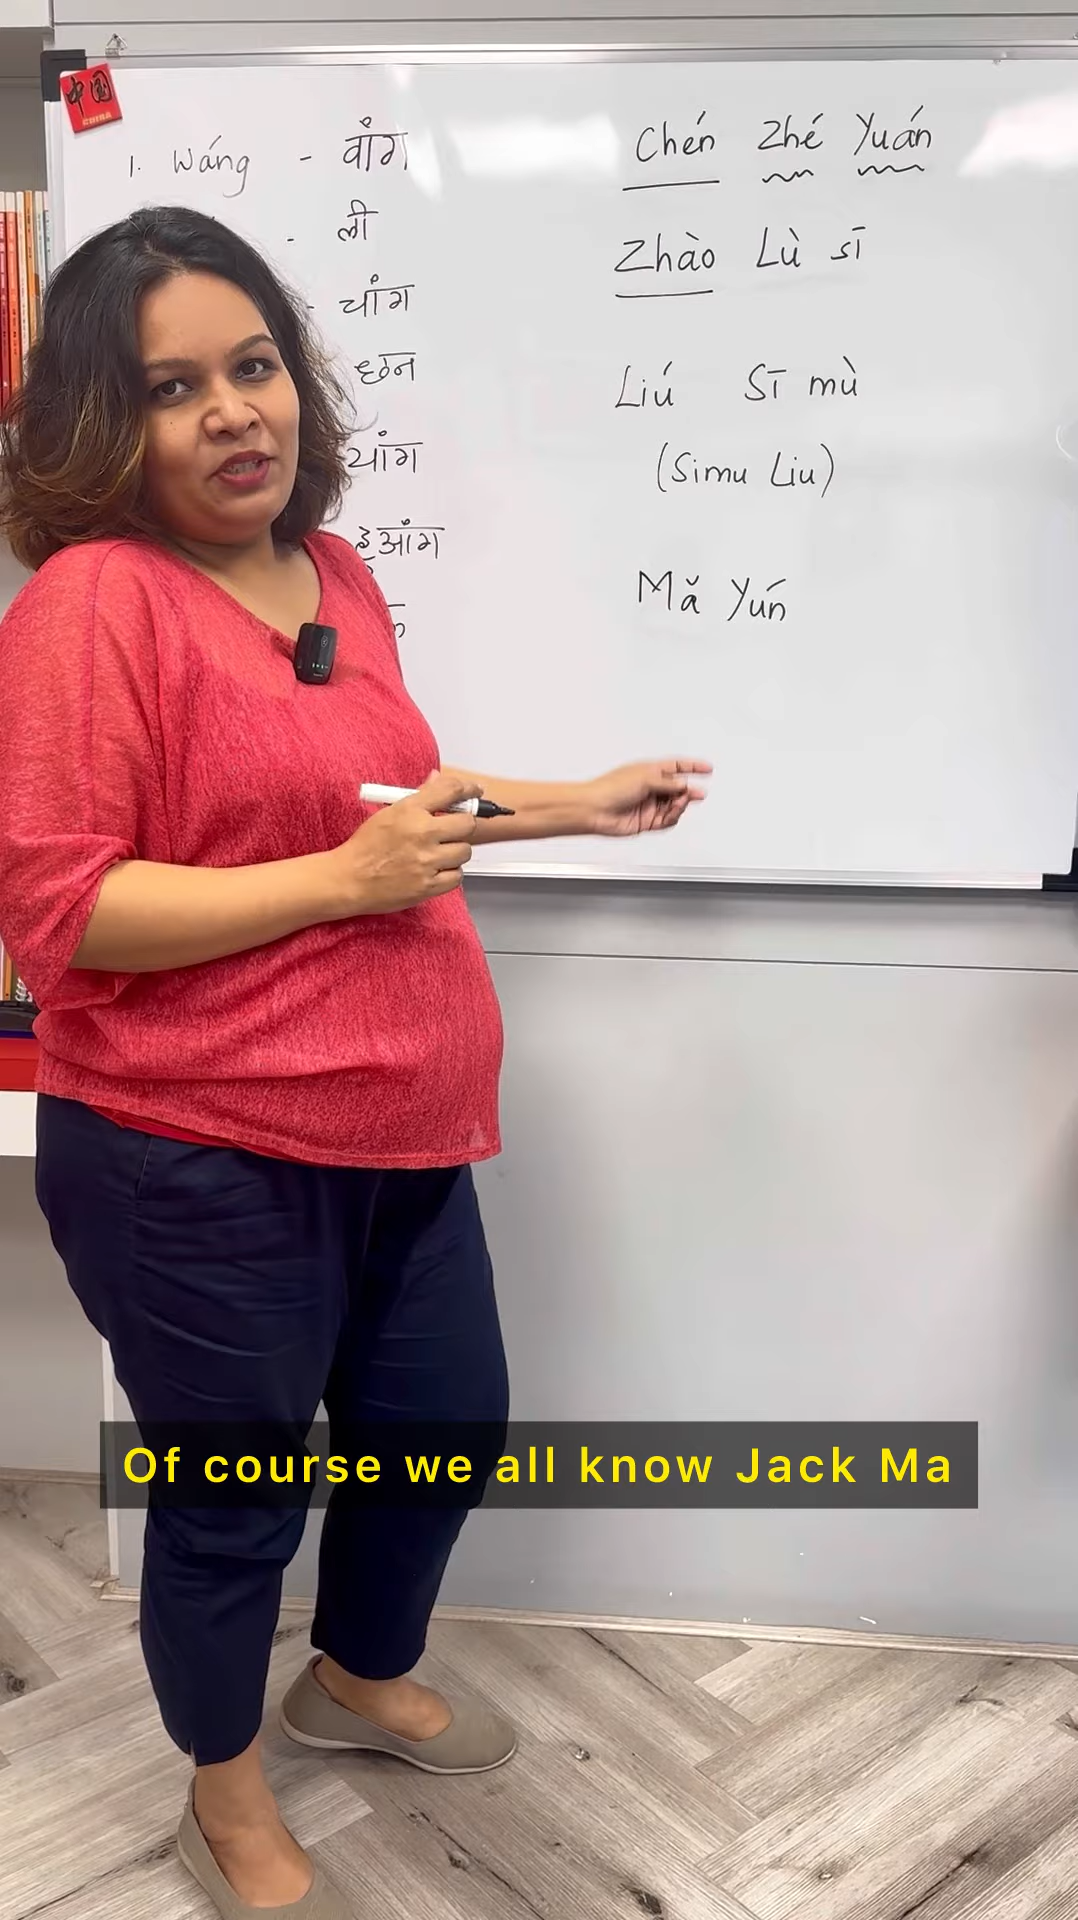 中国
CHINA
1. Wáng - वांग
- ली
- चांग
छन
यांग
हुआंग
Chén Zhé Yuán
Zhào Lù sī
Liú Sī mù
(Simu Liu)
Mǎ Yún
Of course we all know Jack Ma